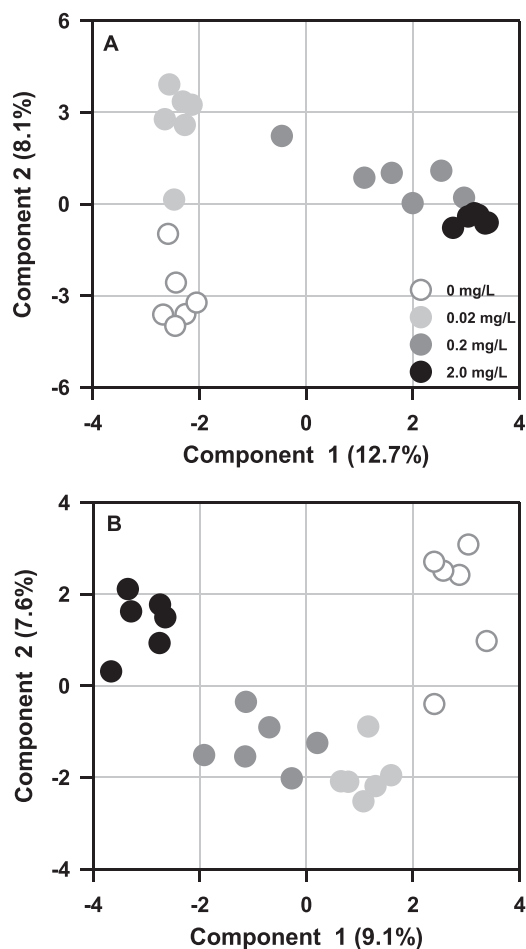 6
A
3
0
-3
-6
Component 2 (8.1%)
0 mg/L
0.02 mg/L
0.2 mg/L
2.0 mg/L
-4 -2 0 2 4
Component 1 (12.7%)
4
B
2
0
-2
-4
Component 2 (7.6%)
-4 -2 0 2 4
Component 1 (9.1%)